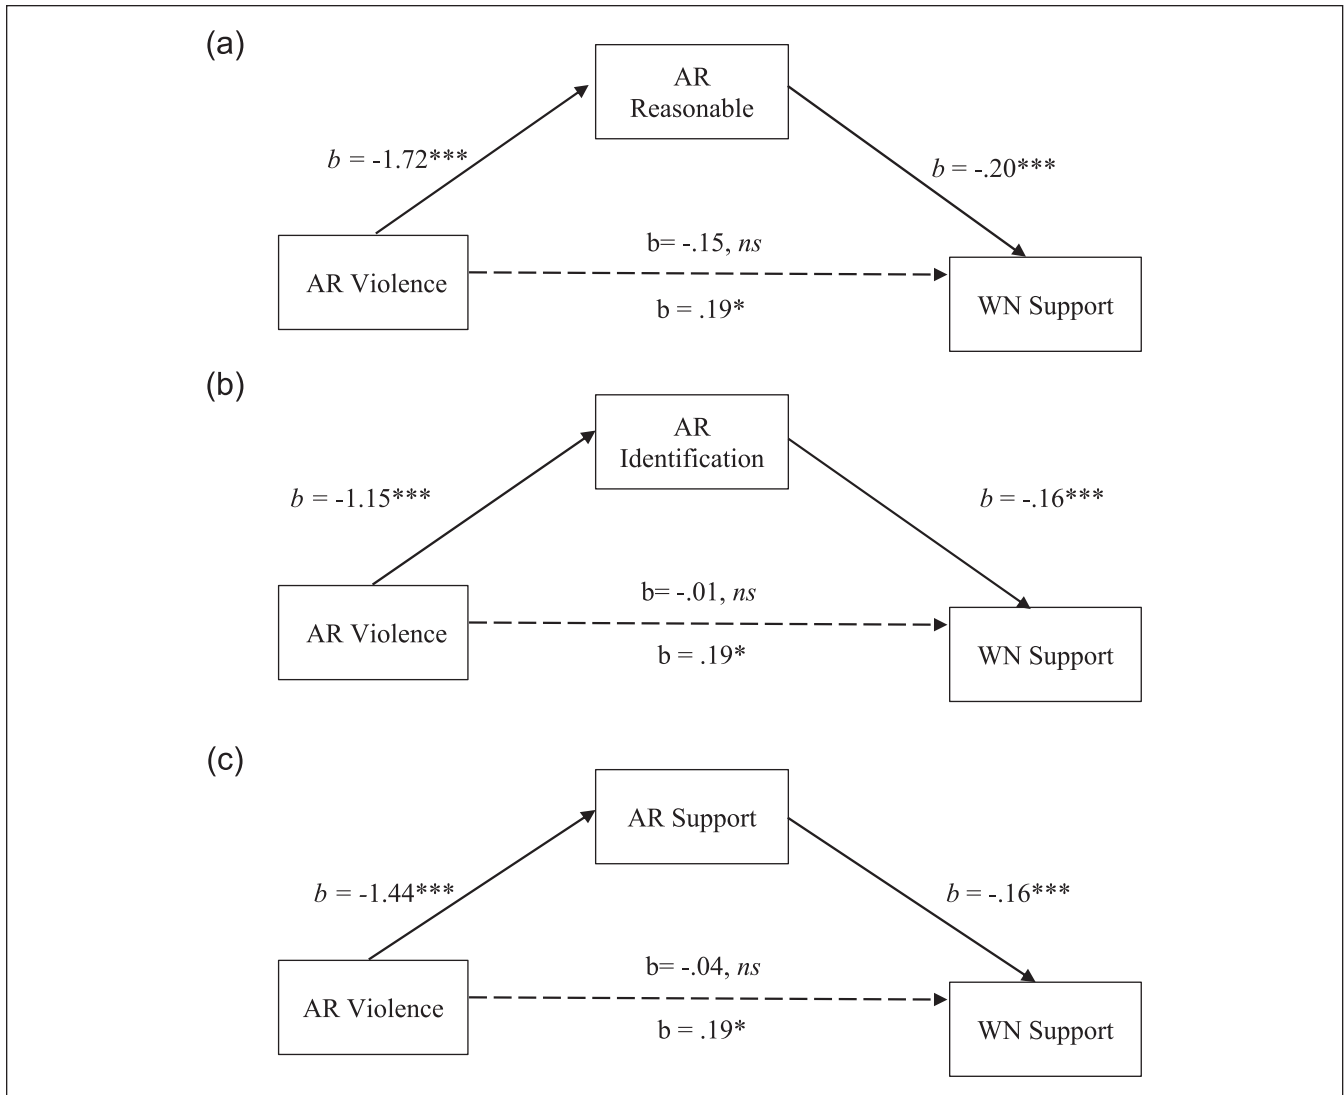 (a)
AR
Reasonable
b = -1.72***
b = -.20***
b= -.15, ns
AR Violence
b = .19*
WN Support
(b)
AR
Identification
b = -1.15***
b = -.16***
b= -.01, ns
AR Violence
b = .19*
WN Support
(c)
AR Support
b = -1.44***
b = -.16***
b= -.04, ns
AR Violence
b = .19*
WN Support